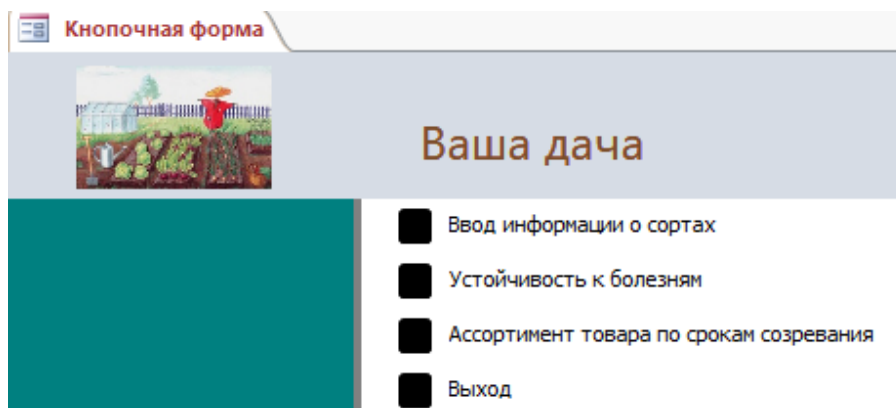 Кнопочная форма
Ваша дача
Ввод информации о сортах
Устойчивость к болезням
Ассортимент товара по срокам созревания
Выход